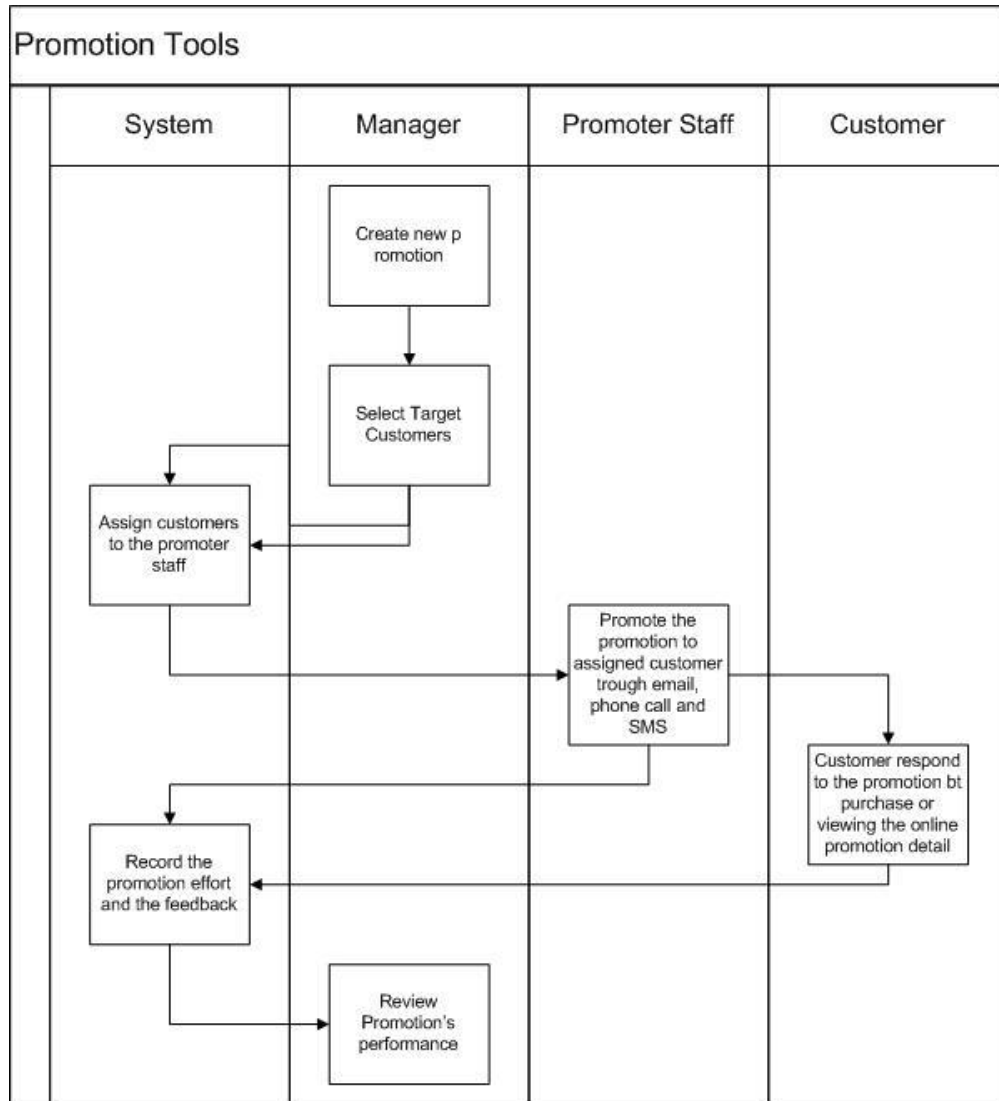 Promotion Tools
System
Manager
Promoter Staff
Customer
Create new p
romotion
Select Target
Customers
Assign customers
to the promoter
staff
Promote the
promotion to
assigned customer
trough email,
phone call and
SMS
Customer respond
to the promotion bt
purchase or
viewing the online
promotion detail
Record the
promotion effort
and the feedback
Review
Promotion's
performance